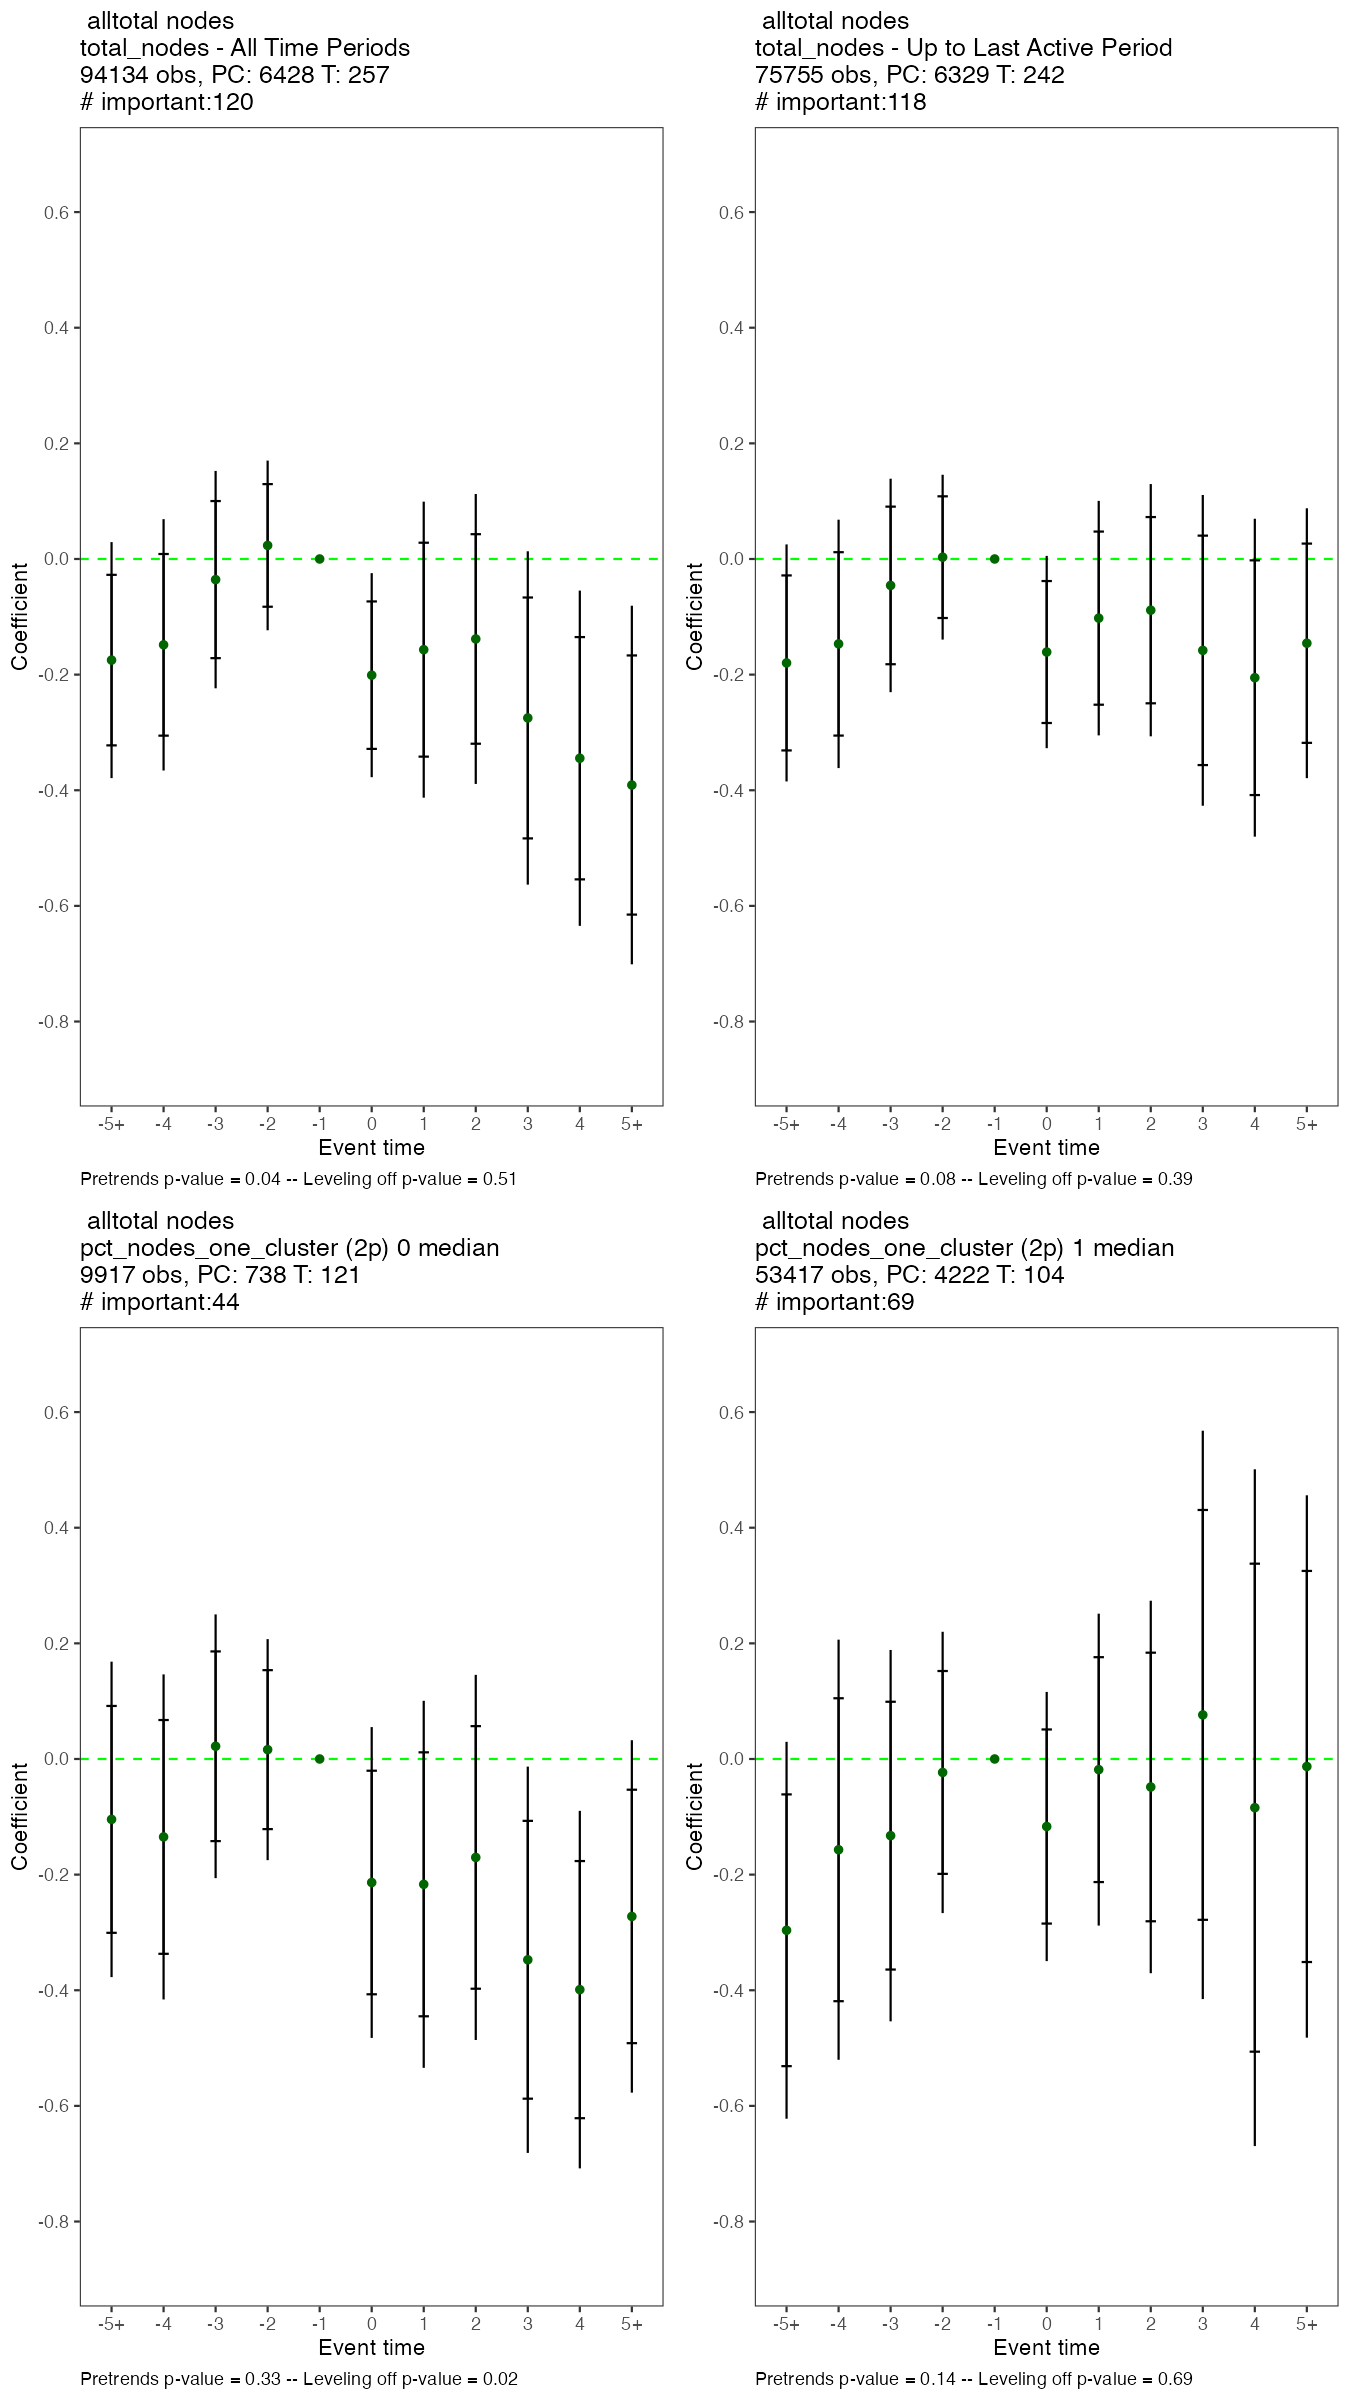 alltotal nodes
total_nodes - All Time Periods
94134 obs, PC: 6428 T: 257
# important:120
0.6
0.4
0.2
0.0
-0.2
-0.4
-0.6
-0.8
Coefficient
-5+ -4 -3 -2 -1 0 1 2 3 4 5+
Event time
Pretrends p-value = 0.04 -- Leveling off p-value = 0.51
alltotal nodes
total_nodes - Up to Last Active Period
75755 obs, PC: 6329 T: 242
# important:118
0.6
0.4
0.2
0.0
-0.2
-0.4
-0.6
-0.8
Coefficient
-5+ -4 -3 -2 -1 0 1 2 3 4 5+
Event time
Pretrends p-value = 0.08 -- Leveling off p-value = 0.39
alltotal nodes
pct_nodes_one_cluster (2p) 0 median
9917 obs, PC: 738 T: 121
# important:44
0.6
0.4
0.2
0.0
-0.2
-0.4
-0.6
-0.8
Coefficient
-5+ -4 -3 -2 -1 0 1 2 3 4 5+
Event time
Pretrends p-value = 0.33 -- Leveling off p-value = 0.02
alltotal nodes
pct_nodes_one_cluster (2p) 1 median
53417 obs, PC: 4222 T: 104
# important:69
0.6
0.4
0.2
0.0
-0.2
-0.4
-0.6
-0.8
Coefficient
-5+ -4 -3 -2 -1 0 1 2 3 4 5+
Event time
Pretrends p-value = 0.14 -- Leveling off p-value = 0.69